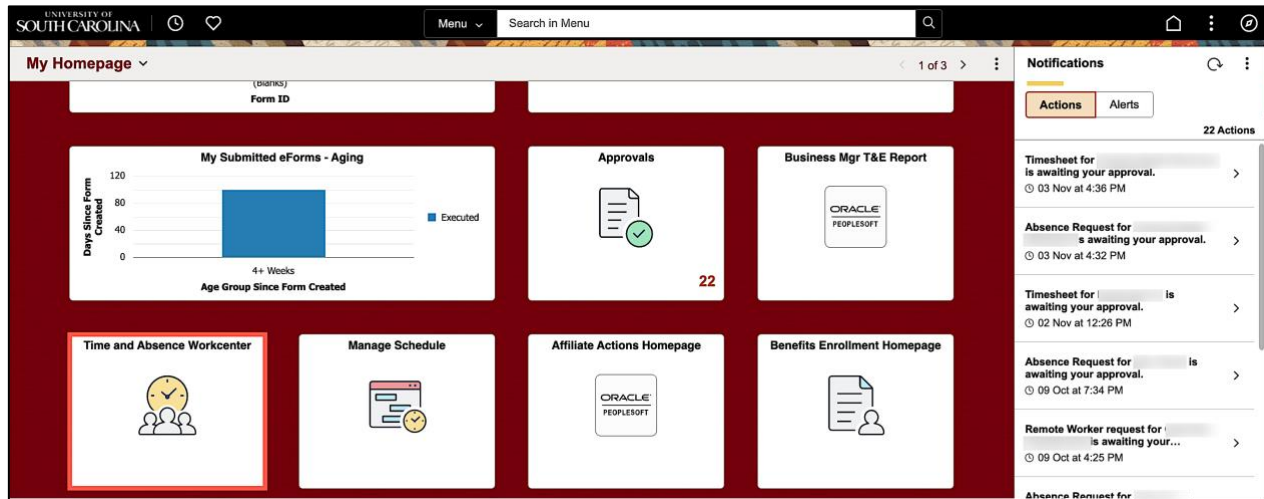 UNIVERSITY OF
SOUTH CAROLINA
Menu
Search in Menu
My Homepage
1 of 3
(Blanks)
Form ID
My Submitted eForms - Aging
Days Since Form
Created
120
80
40
0
Executed
4+ Weeks
Age Group Since Form Created
Approvals
22
Business Mgr T&E Report
ORACLE
PEOPLESOFT
Time and Absence Workcenter
Manage Schedule
Affiliate Actions Homepage
ORACLE
PEOPLESOFT
Benefits Enrollment Homepage
Notifications
Actions
Alerts
22 Actions
Timesheet for
is awaiting your approval.
03 Nov at 4:36 PM
Absence Request for
s awaiting your approval.
03 Nov at 4:32 PM
Timesheet for is
awaiting your approval.
02 Nov at 12:26 PM
Absence Request for is
awaiting your approval.
09 Oct at 7:34 PM
Remote Worker request for
is awaiting your...
09 Oct at 4:25 PM
Absence Request for